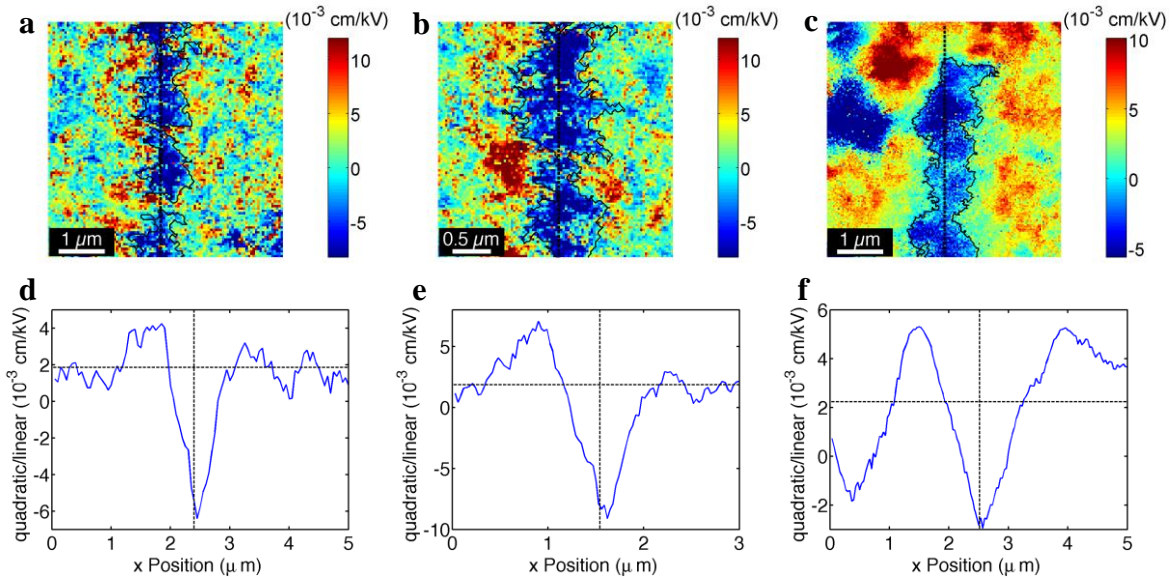 a
(10⁻³ cm/kV)
10
5
0
-5
1 µm
b
(10⁻³ cm/kV)
10
5
0
-5
0.5 µm
c
(10⁻³ cm/kV)
10
5
0
-5
1 µm
d
quadratic/linear (10⁻³ cm/kV)
4
2
0
-2
-4
-6
0 1 2 3 4 5
x Position (µ m)
e
quadratic/linear (10⁻³ cm/kV)
5
0
-5
-10
0 1 2 3
x Position (µ m)
f
quadratic/linear (10⁻³ cm/kV)
6
4
2
0
-2
0 1 2 3 4 5
x Position (µ m)